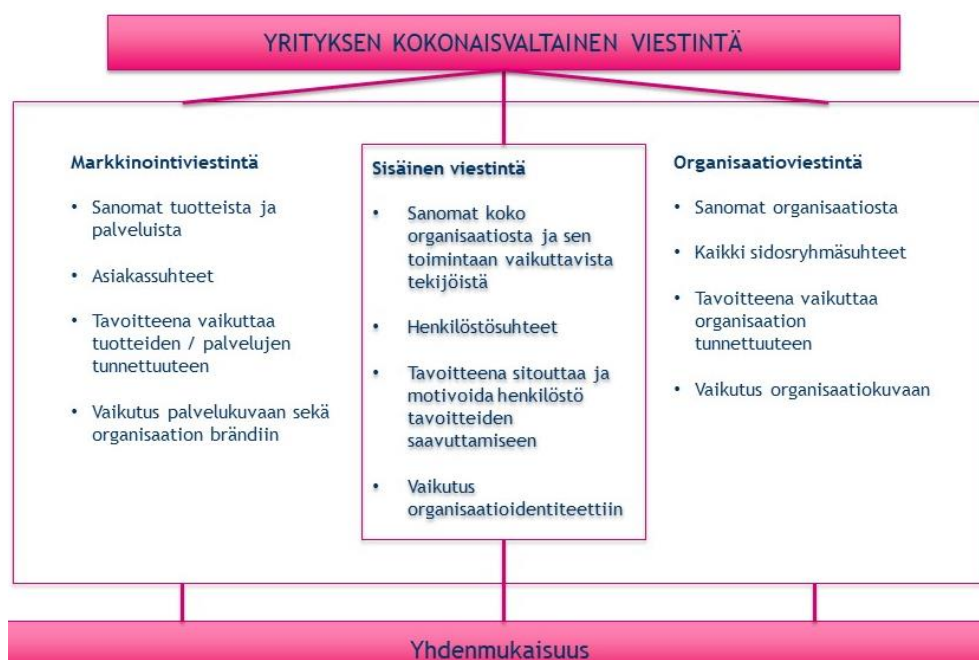 YRITYKSEN KOKONAISVALTAINEN VIESTINTÄ
Markkinointiviestintä
• Sanomat tuotteista ja
palveluista
• Asiakassuhteet
• Tavoitteena vaikuttaa
tuotteiden / palvelujen
tunnettuuteen
• Vaikutus palvelukuvaan sekä
organisaation brändiin
Sisäinen viestintä
• Sanomat koko
organisaatiosta ja sen
toimintaan vaikuttavista
tekijöistä
• Henkilöstösuhteet
• Tavoitteena sitouttaa ja
motivoida henkilöstö
tavoitteiden
saavuttamiseen
• Vaikutus
organisaatioidentiteettiin
Organisaatioviestintä
• Sanomat organisaatiosta
• Kaikki sidosryhmäsuhteet
• Tavoitteena vaikuttaa
organisaation
tunnettuuteen
• Vaikutus organisaatiokuvaan
Yhdenmukaisuus